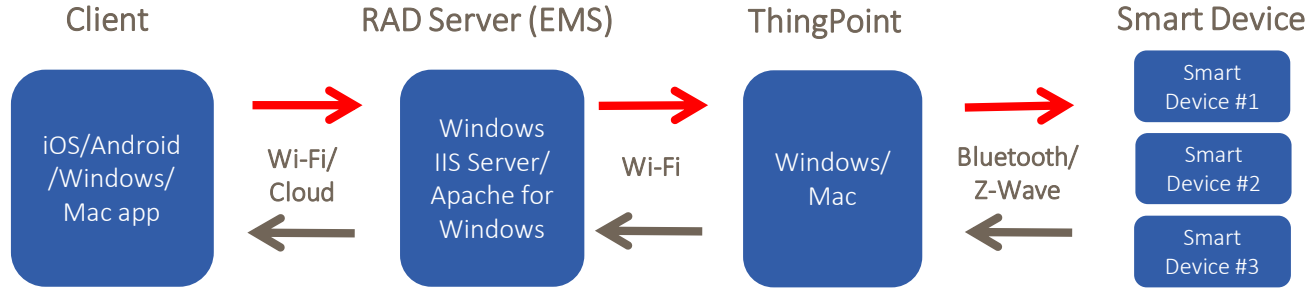 Client
RAD Server (EMS)
ThingPoint
Smart Device
iOS/Android
/Windows/
Mac app
Wi-Fi/
Cloud
Windows
IIS Server/
Apache for
Windows
Wi-Fi
Windows/
Mac
Bluetooth/
Z-Wave
Smart
Device #1
Smart
Device #2
Smart
Device #3